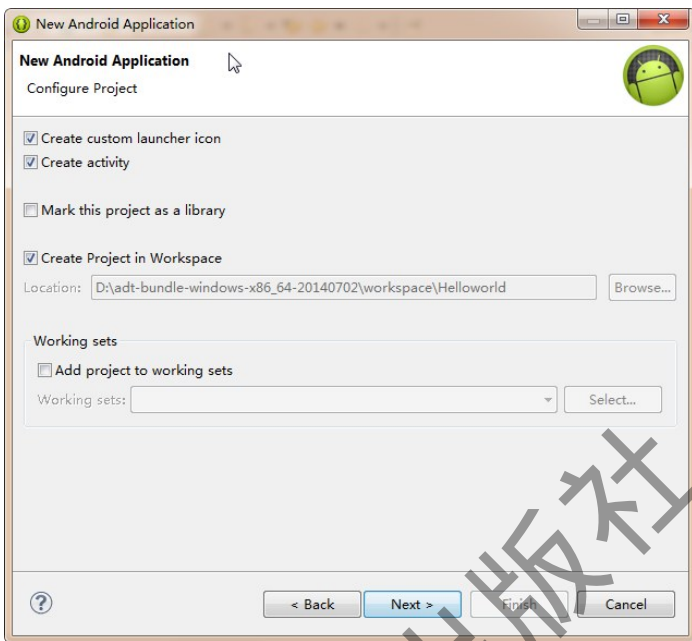 New Android Application
New Android Application
Configure Project
Create custom launcher icon
Create activity
Mark this project as a library
Create Project in Workspace
Location: D:\adt-bundle-windows-x86_64-20140702\workspace\Helloworld Browse...
Working sets
Add project to working sets
Working sets: Select...
? < Back Next > Finish Cancel
版社